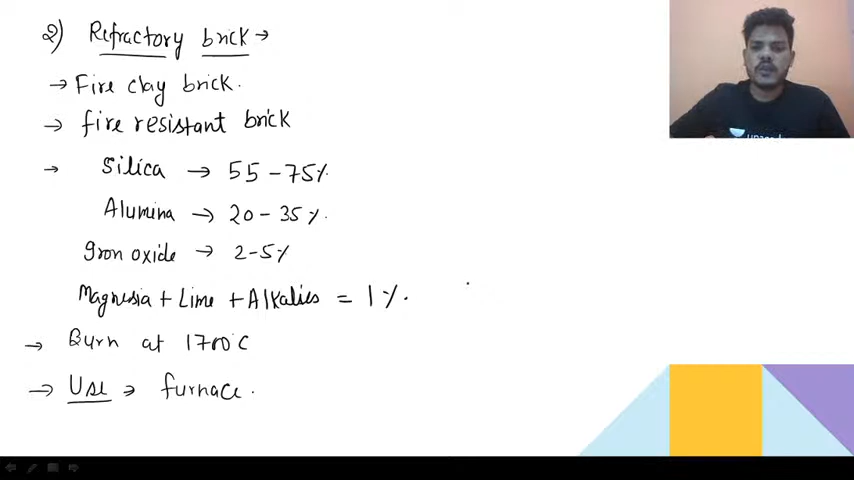 2) Refractory brick →
→ Fire clay brick.
→ fire resistant brick
→ Silica → 55 - 75%
Alumina → 20 - 35%.
Iron oxide → 2-5%
Magnesia + Lime + Alkalies = 1%.
→ Burn at 1700°C
→ Use → furnace.